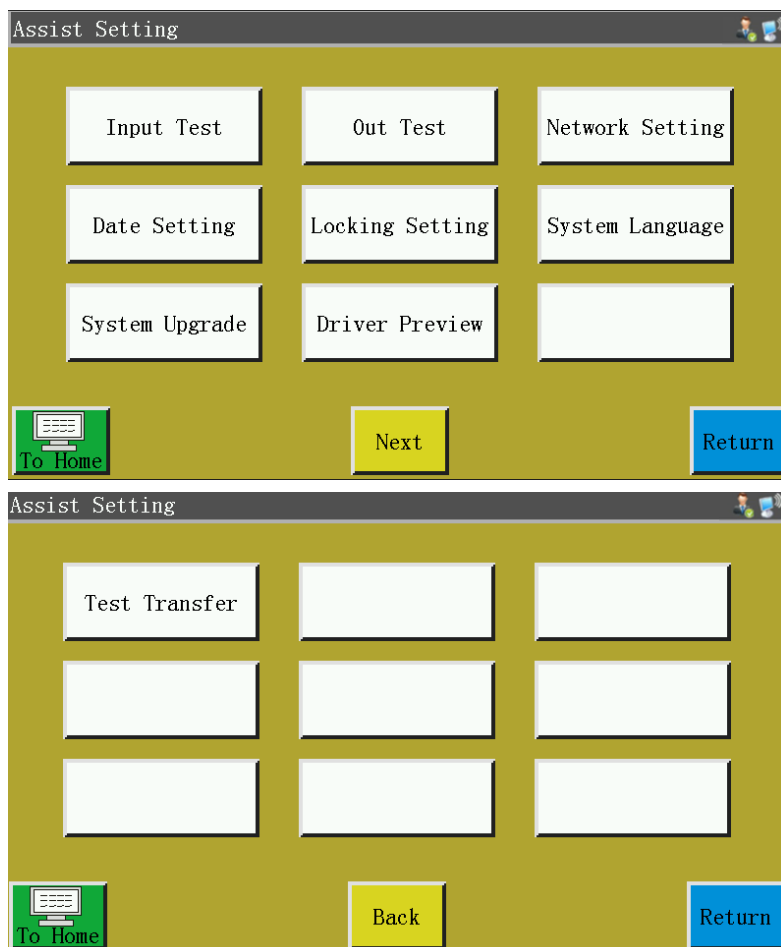 Assist Setting
Input Test
Out Test
Network Setting
Date Setting
Locking Setting
System Language
System Upgrade
Driver Preview
To Home
Next
Return
Assist Setting
Test Transfer
To Home
Back
Return